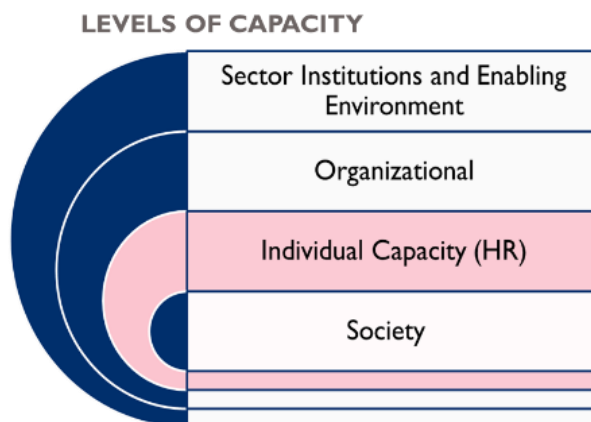 LEVELS OF CAPACITY
Sector Institutions and Enabling
Environment
Organizational
Individual Capacity (HR)
Society